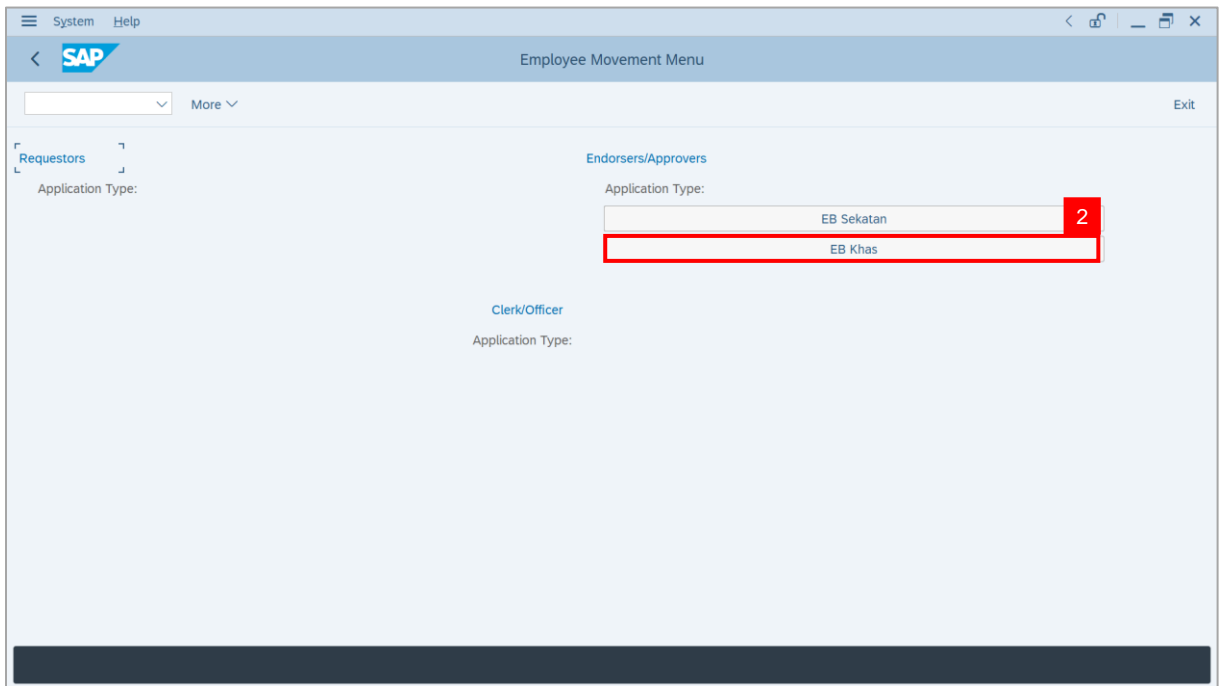 System Help
SAP
Employee Movement Menu
More
Exit
Requestors
Application Type:
Endorsers/Approvers
Application Type:
EB Sekatan
2
EB Khas
Clerk/Officer
Application Type: